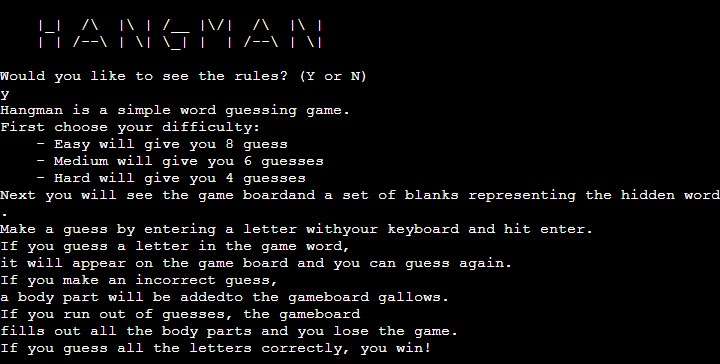 HANGMAN
Would you like to see the rules? (Y or N)
y
Hangman is a simple word guessing game.
First choose your difficulty:
- Easy will give you 8 guess
- Medium will give you 6 guesses
- Hard will give you 4 guesses
Next you will see the game boardand a set of blanks representing the hidden word
.
Make a guess by entering a letter withyour keyboard and hit enter.
If you guess a letter in the game word,
it will appear on the game board and you can guess again.
If you make an incorrect guess,
a body part will be addedto the gameboard gallows.
If you run out of guesses, the gameboard
fills out all the body parts and you lose the game.
If you guess all the letters correctly, you win!